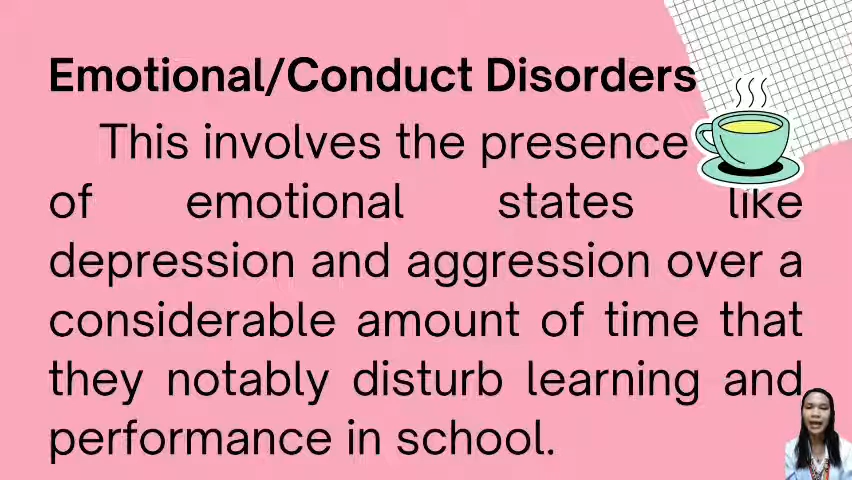 Emotional/Conduct Disorders
This involves the presence
of emotional states like
depression and aggression over a
considerable amount of time that
they notably disturb learning and
performance in school.